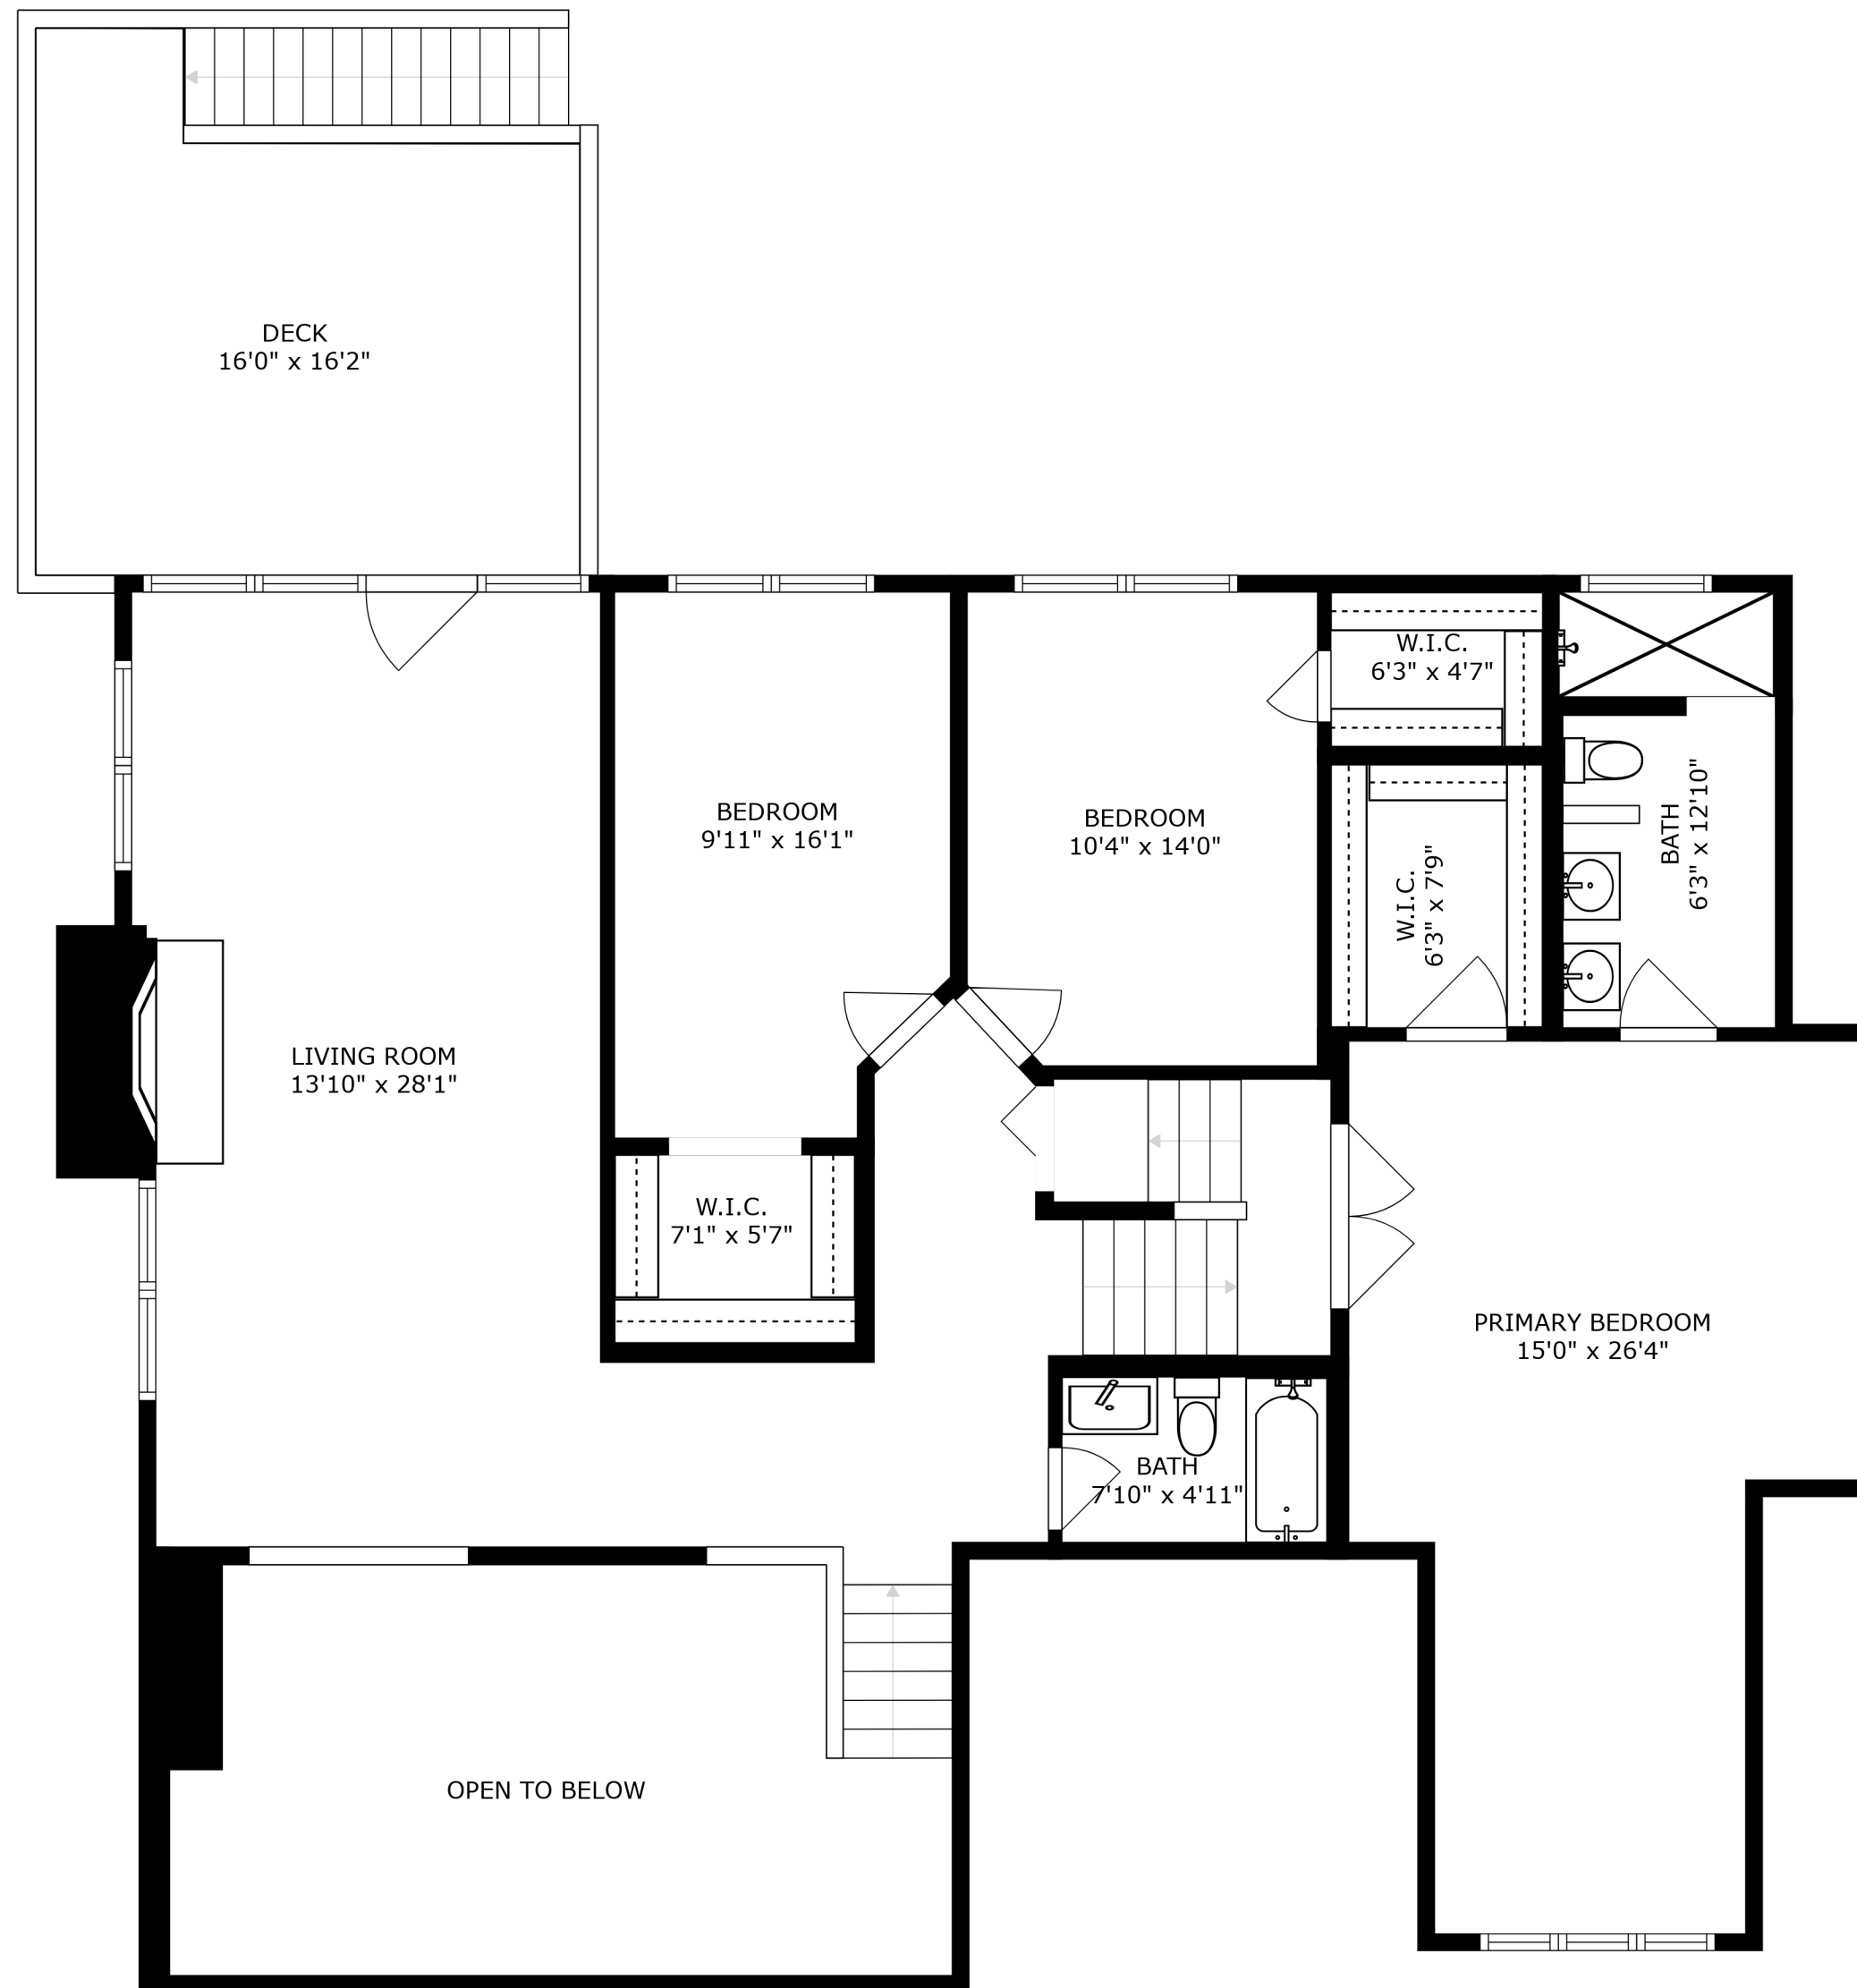 DECK
16'0" x 16'2"
W.I.C.
6'3" x 4'7"
BEDROOM
9'11" x 16'1"
BEDROOM
10'4" x 14'0"
W.I.C.
6'3" x 7'9"
BATH
6'3" x 12'10"
LIVING ROOM
13'10" x 28'1"
W.I.C.
7'1" x 5'7"
PRIMARY BEDROOM
15'0" x 26'4"
BATH
7'10" x 4'11"
OPEN TO BELOW